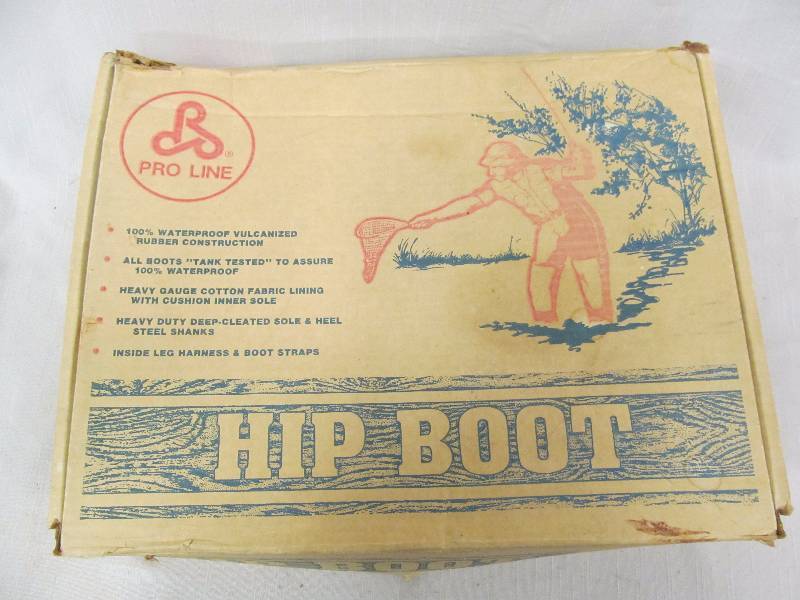 ®
PRO LINE
• 100% WATERPROOF VULCANIZED
RUBBER CONSTRUCTION
• ALL BOOTS "TANK TESTED" TO ASSURE
100% WATERPROOF
• HEAVY GAUGE COTTON FABRIC LINING
WITH CUSHION INNER SOLE
• HEAVY DUTY DEEP-CLEATED SOLE & HEEL
STEEL SHANKS
• INSIDE LEG HARNESS & BOOT STRAPS
HIP BOOT